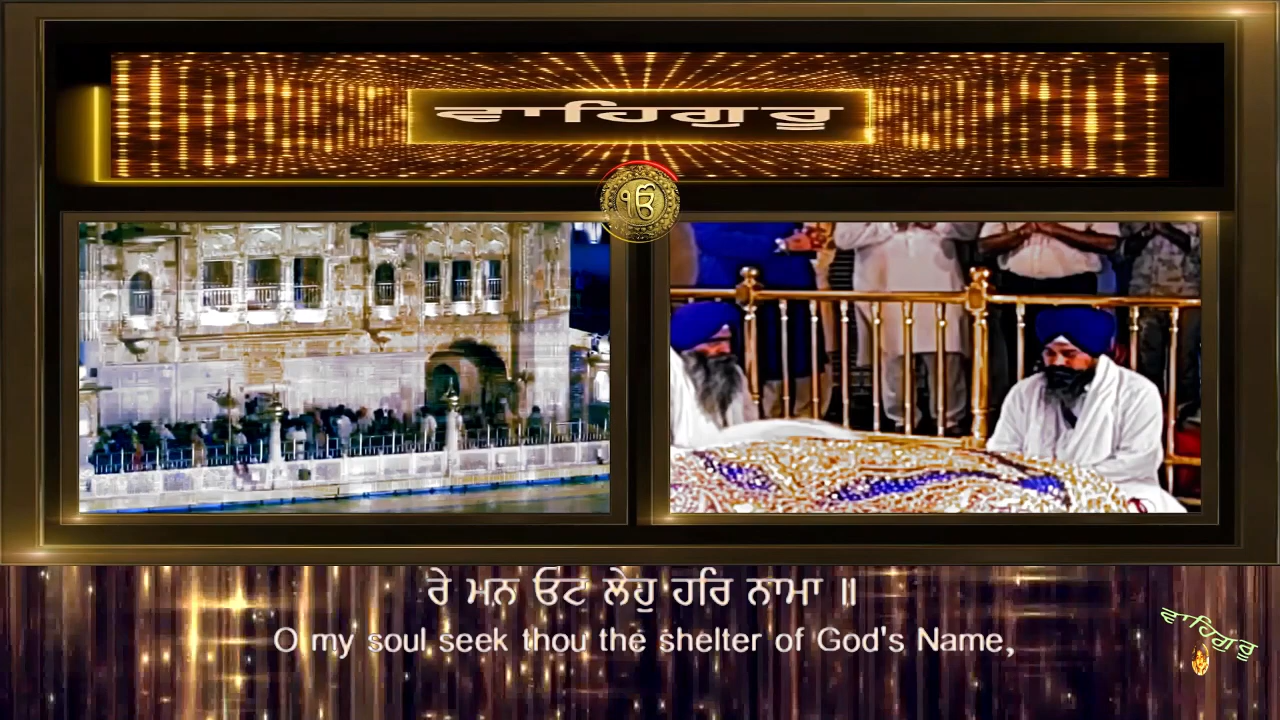 ਵਾਹਿਗੁਰੂ
ੴ
ਰੇ ਮਨ ਓਟ ਲੇਹੁ ਹਰਿ ਨਾਮਾ ॥
O my soul seek thou the shelter of God's Name,
ਵਾਹਿਗੁਰੂ